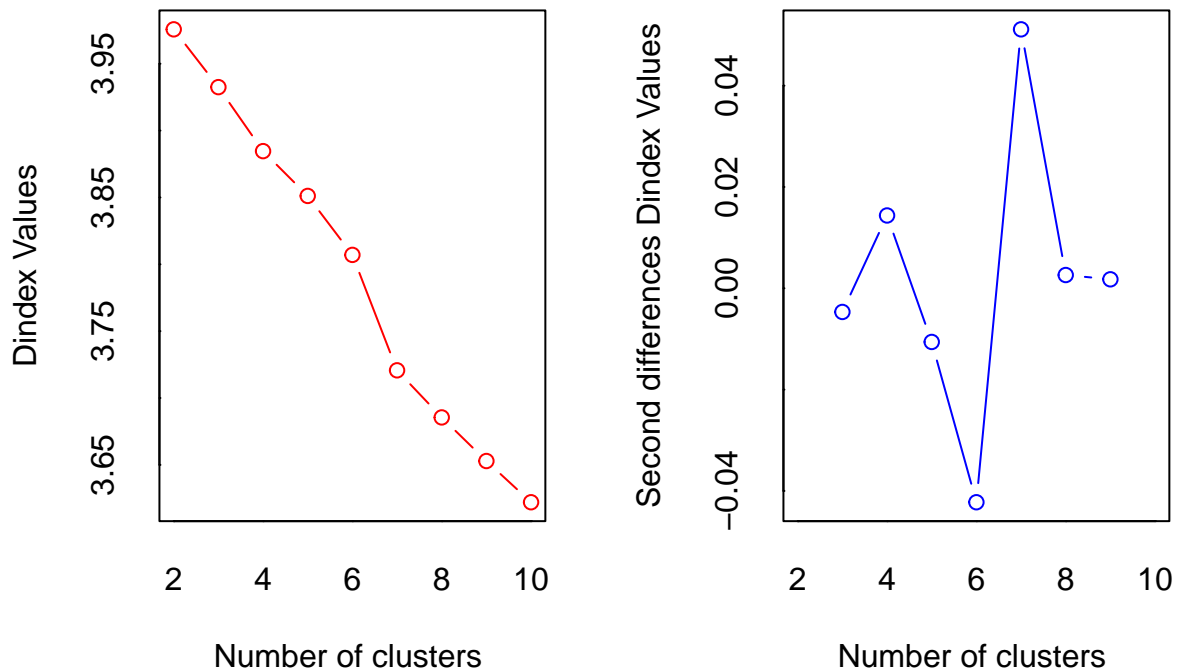 Dindex Values
3.95
3.85
3.75
3.65
2 4 6 8 10
Number of clusters
Second differences Dindex Values
0.04
0.02
0.00
−0.04
2 4 6 8 10
Number of clusters